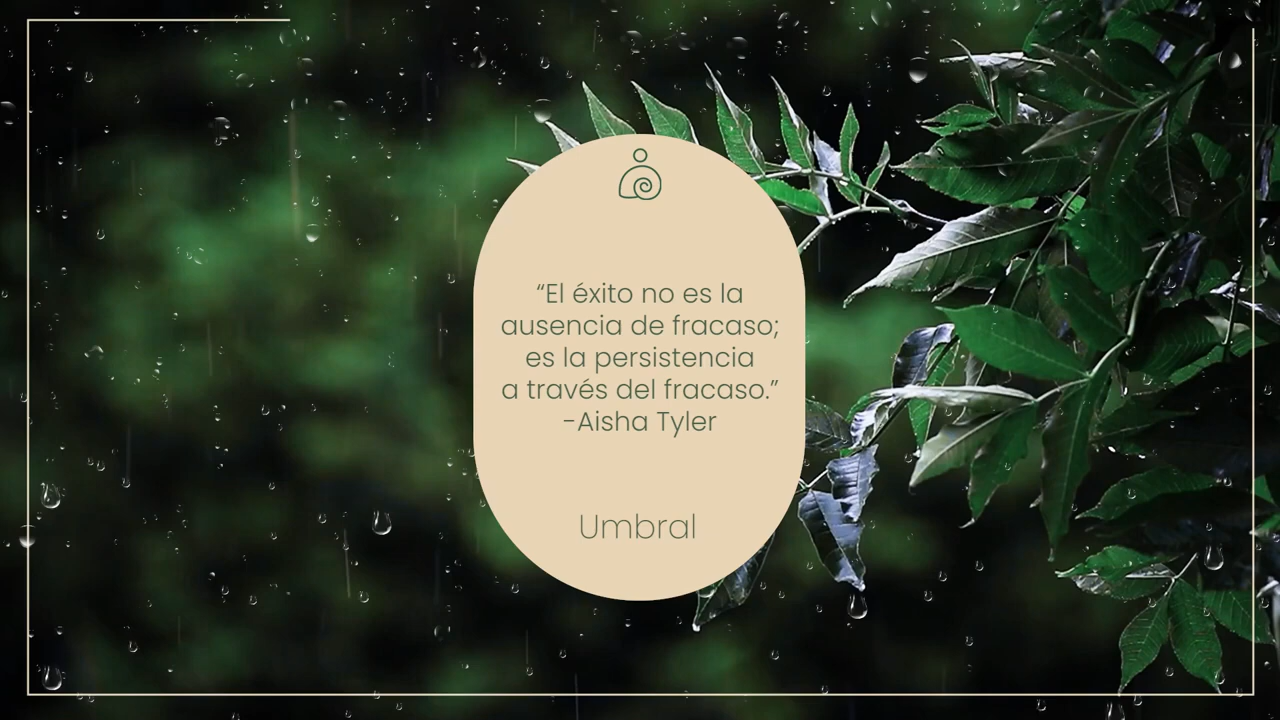 “El éxito no es la
ausencia de fracaso;
es la persistencia
a través del fracaso.”
-Aisha Tyler
Umbral